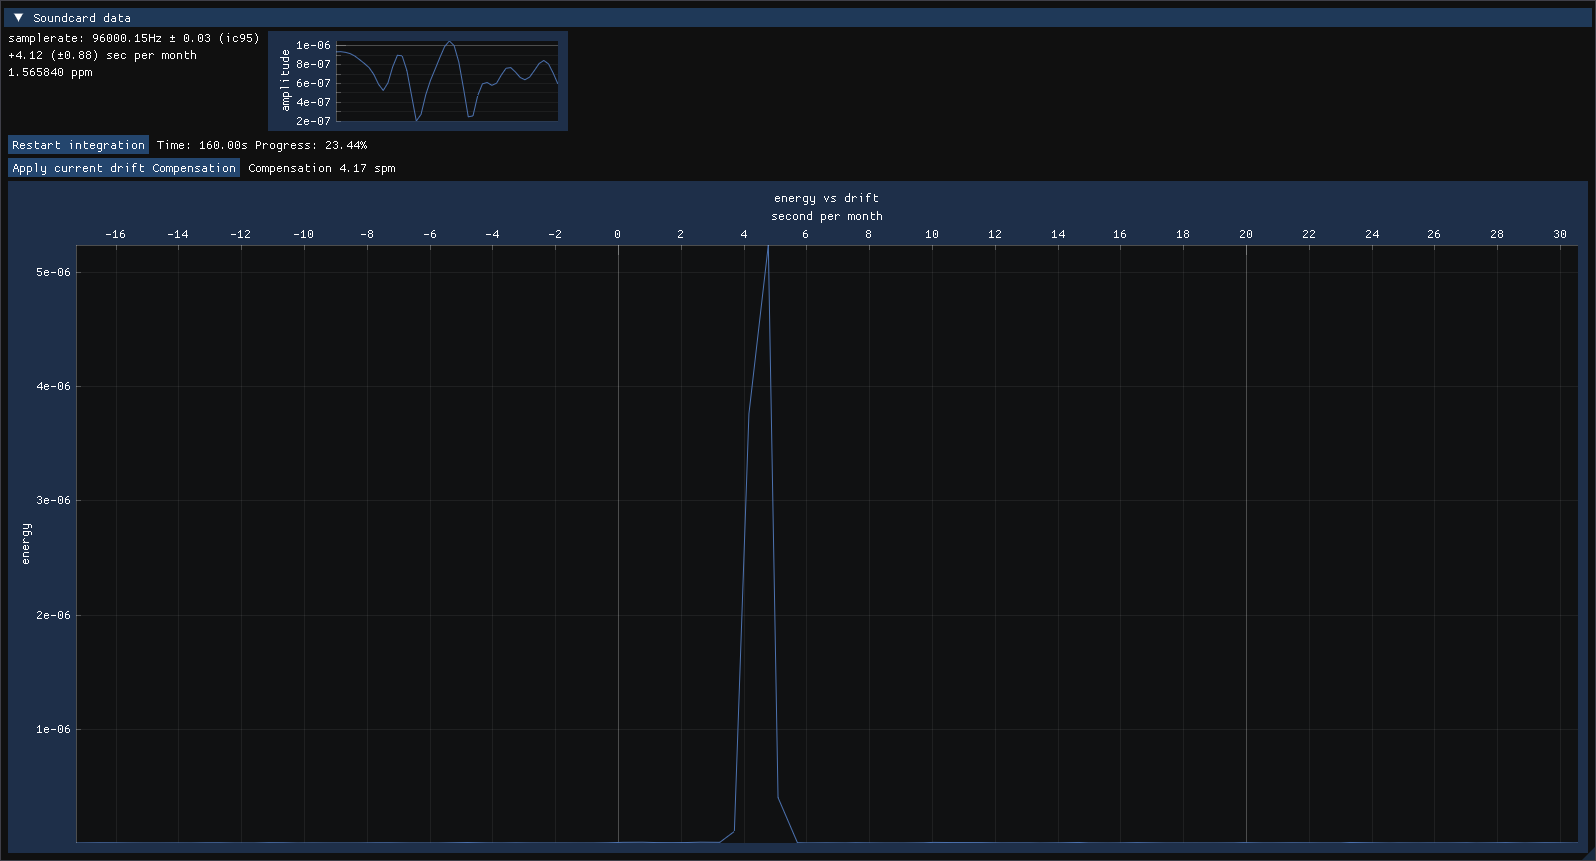 ▼ Soundcard data
samplerate: 96000.15Hz ± 0.03 (ic95)
+4.12 (±0.88) sec per month
1.565840 ppm
amplitude
1e-06
8e-07
6e-07
4e-07
2e-07
Restart integration Time: 160.00s Progress: 23.44%
Apply current drift Compensation Compensation 4.17 spm
energy vs drift
second per month
-16 -14 -12 -10 -8 -6 -4 -2 0 2 4 6 8 10 12 14 16 18 20 22 24 26 28 30
5e-06
4e-06
3e-06
energy
2e-06
1e-06